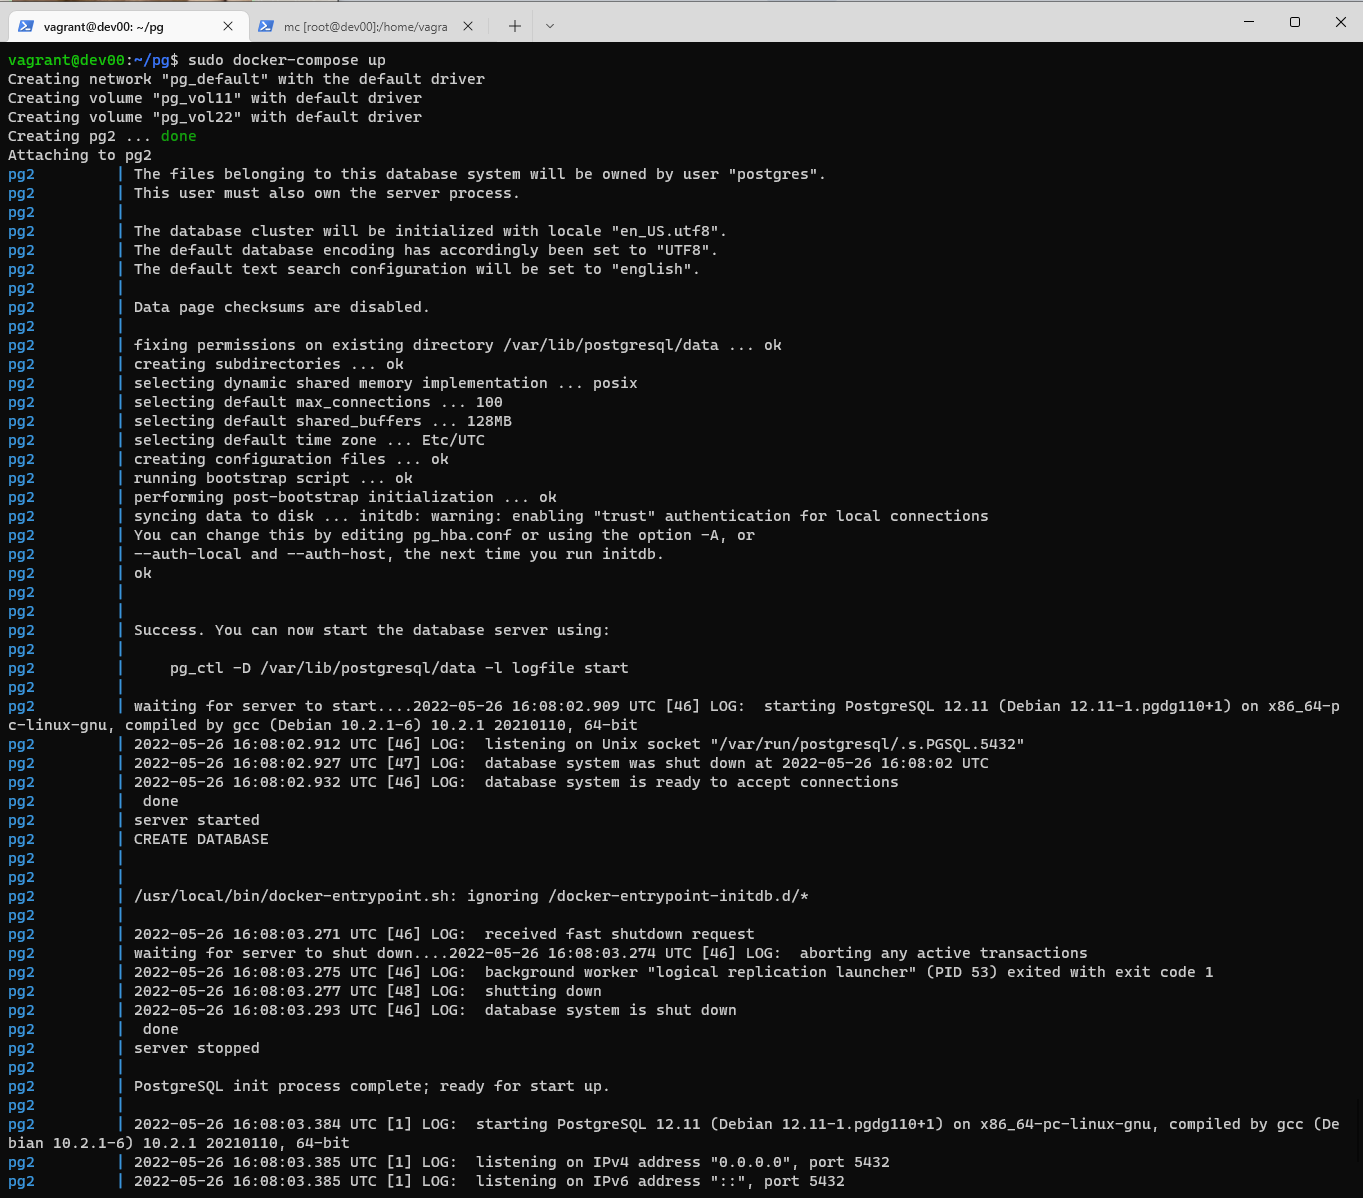 vagrant@dev00: ~/pg
mc [root@dev00]:/home/vagra
vagrant@dev00:~/pg$ sudo docker-compose up
Creating network "pg_default" with the default driver
Creating volume "pg_vol11" with default driver
Creating volume "pg_vol22" with default driver
Creating pg2 ... done
Attaching to pg2
pg2 | The files belonging to this database system will be owned by user "postgres".
pg2 | This user must also own the server process.
pg2 |
pg2 | The database cluster will be initialized with locale "en_US.utf8".
pg2 | The default database encoding has accordingly been set to "UTF8".
pg2 | The default text search configuration will be set to "english".
pg2 |
pg2 | Data page checksums are disabled.
pg2 |
pg2 | fixing permissions on existing directory /var/lib/postgresql/data ... ok
pg2 | creating subdirectories ... ok
pg2 | selecting dynamic shared memory implementation ... posix
pg2 | selecting default max_connections ... 100
pg2 | selecting default shared_buffers ... 128MB
pg2 | selecting default time zone ... Etc/UTC
pg2 | creating configuration files ... ok
pg2 | running bootstrap script ... ok
pg2 | performing post-bootstrap initialization ... ok
pg2 | syncing data to disk ... initdb: warning: enabling "trust" authentication for local connections
pg2 | You can change this by editing pg_hba.conf or using the option -A, or
pg2 | --auth-local and --auth-host, the next time you run initdb.
pg2 | ok
pg2 |
pg2 |
pg2 | Success. You can now start the database server using:
pg2 |
pg2 |     pg_ctl -D /var/lib/postgresql/data -l logfile start
pg2 |
pg2 | waiting for server to start....2022-05-26 16:08:02.909 UTC [46] LOG:  starting PostgreSQL 12.11 (Debian 12.11-1.pgdg110+1) on x86_64-p
c-linux-gnu, compiled by gcc (Debian 10.2.1-6) 10.2.1 20210110, 64-bit
pg2 | 2022-05-26 16:08:02.912 UTC [46] LOG:  listening on Unix socket "/var/run/postgresql/.s.PGSQL.5432"
pg2 | 2022-05-26 16:08:02.927 UTC [47] LOG:  database system was shut down at 2022-05-26 16:08:02 UTC
pg2 | 2022-05-26 16:08:02.932 UTC [46] LOG:  database system is ready to accept connections
pg2 |  done
pg2 | server started
pg2 | CREATE DATABASE
pg2 |
pg2 |
pg2 | /usr/local/bin/docker-entrypoint.sh: ignoring /docker-entrypoint-initdb.d/*
pg2 |
pg2 | 2022-05-26 16:08:03.271 UTC [46] LOG:  received fast shutdown request
pg2 | waiting for server to shut down....2022-05-26 16:08:03.274 UTC [46] LOG:  aborting any active transactions
pg2 | 2022-05-26 16:08:03.275 UTC [46] LOG:  background worker "logical replication launcher" (PID 53) exited with exit code 1
pg2 | 2022-05-26 16:08:03.277 UTC [48] LOG:  shutting down
pg2 | 2022-05-26 16:08:03.293 UTC [46] LOG:  database system is shut down
pg2 |  done
pg2 | server stopped
pg2 |
pg2 | PostgreSQL init process complete; ready for start up.
pg2 |
pg2 | 2022-05-26 16:08:03.384 UTC [1] LOG:  starting PostgreSQL 12.11 (Debian 12.11-1.pgdg110+1) on x86_64-pc-linux-gnu, compiled by gcc (De
bian 10.2.1-6) 10.2.1 20210110, 64-bit
pg2 | 2022-05-26 16:08:03.385 UTC [1] LOG:  listening on IPv4 address "0.0.0.0", port 5432
pg2 | 2022-05-26 16:08:03.385 UTC [1] LOG:  listening on IPv6 address "::", port 5432